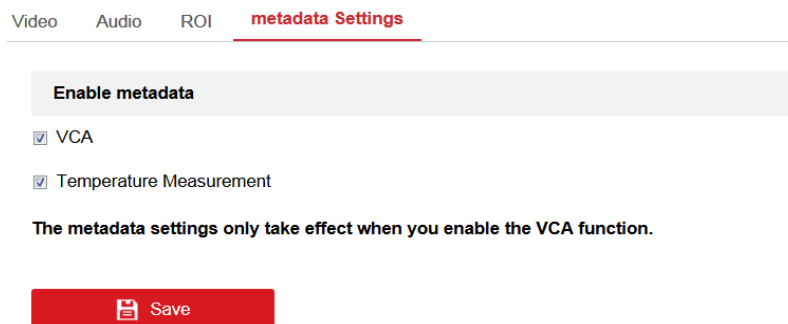 Video Audio ROI metadata Settings
Enable metadata
VCA
Temperature Measurement
The metadata settings only take effect when you enable the VCA function.
Save